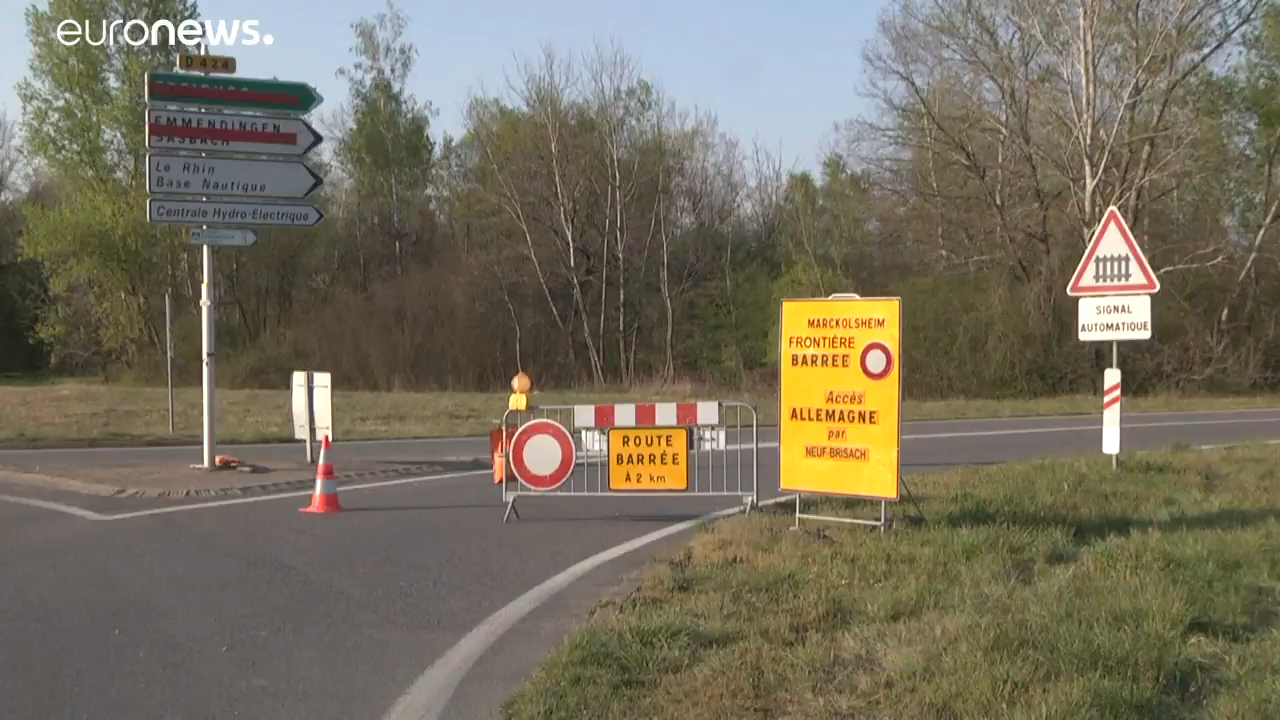 euronews.
D 424
EMMENDINGEN
SASBACH
Le Rhin
Base Nautique
Centrale Hydro-Électrique
ROUTE
BARRÉE
À 2 km
MARCKOLSHEIM
FRONTIÈRE
BARREE
Accès
ALLEMAGNE
par
NEUF-BRISACH
SIGNAL
AUTOMATIQUE